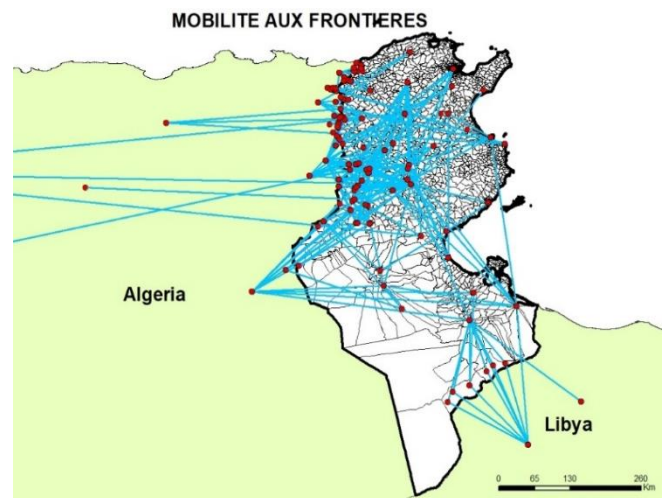 MOBILITE AUX FRONTIERES
Algeria
Libya
0 65 130 260
Km